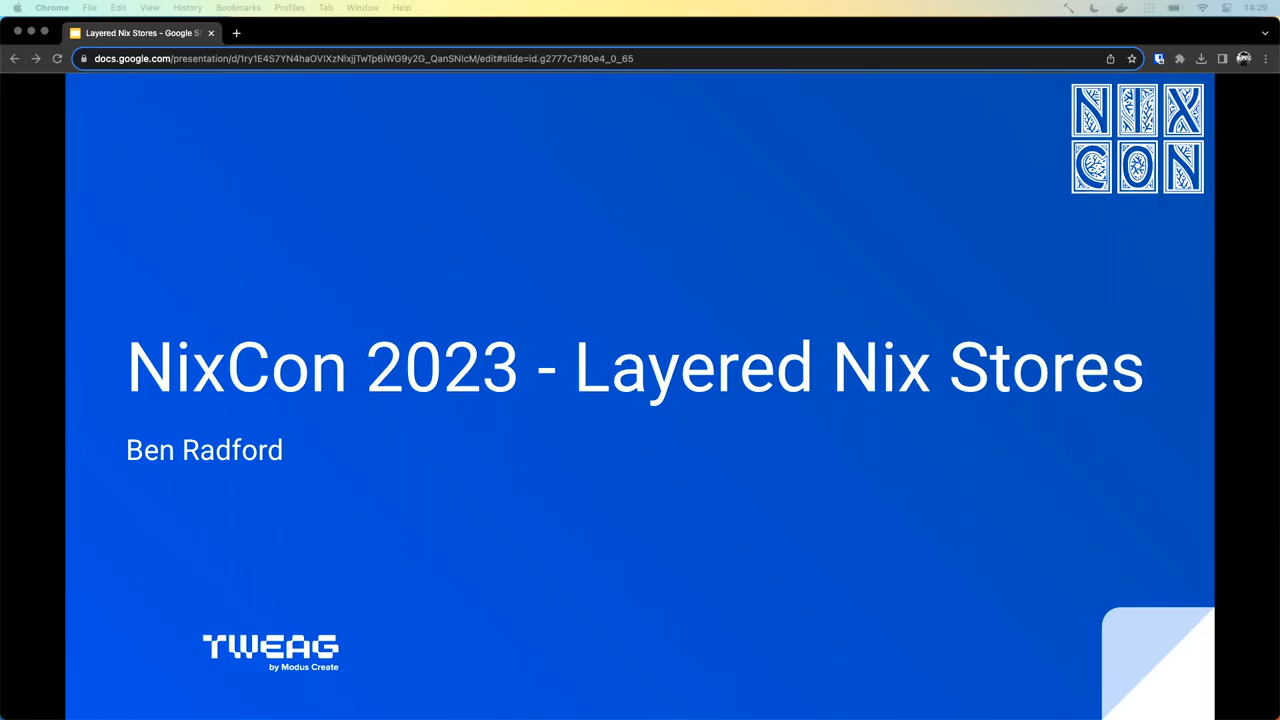 Chrome File Edit View History Bookmarks Profiles Tab Window Help 14:29
Layered Nix Stores - Google Sl
docs.google.com/presentation/d/1ry1E4S7YN4haOVIXzNlxjjTwTp6iWG9y2G_QanSNlcM/edit#slide=id.g2777c7180e4_0_65
NIX
CON
NixCon 2023 - Layered Nix Stores
Ben Radford
TWEAG
by Modus Create